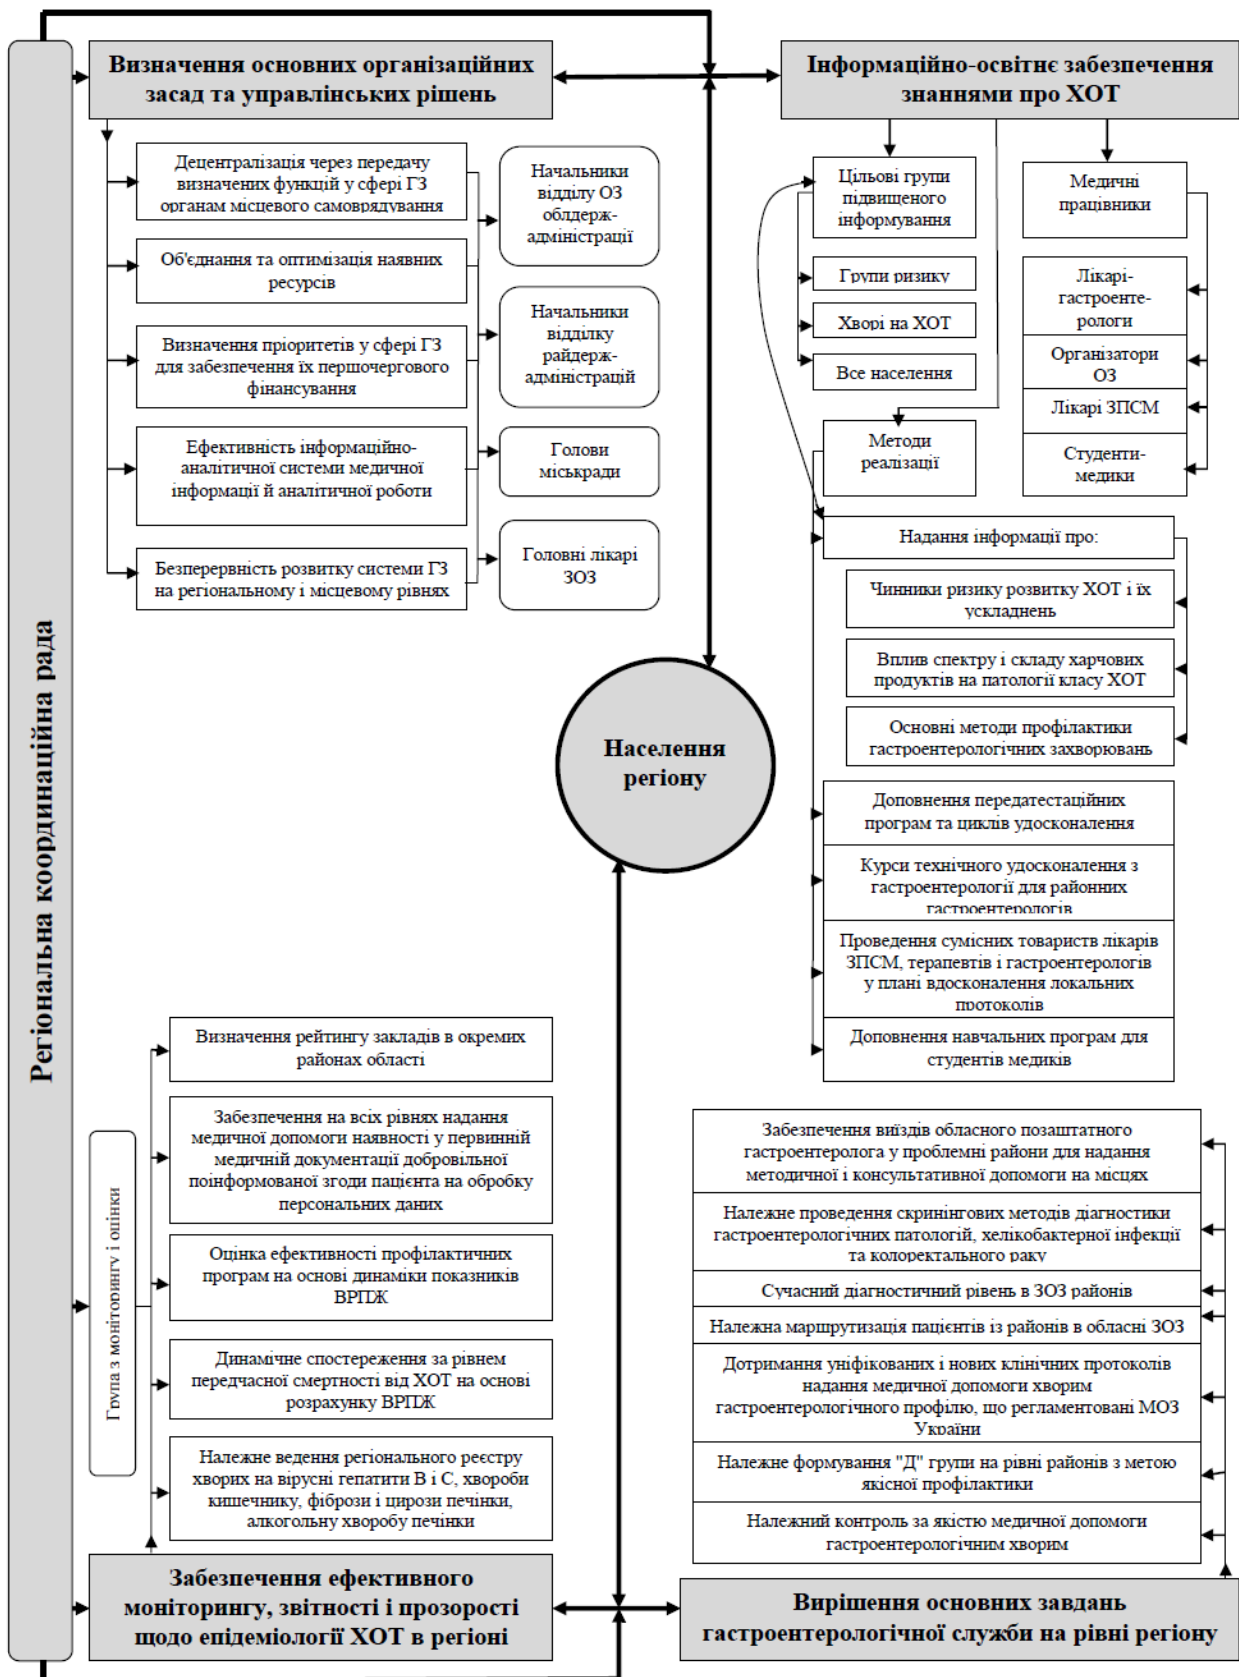 Регіональна координаційна рада
Визначення основних організаційних
засад та управлінських рішень
Децентралізація через передачу
визначених функцій у сфері ГЗ
органам місцевого самоврядування
Об'єднання та оптимізація наявних
ресурсів
Визначення пріоритетів у сфері ГЗ
для забезпечення їх першочергового
фінансування
Ефективність інформаційно-
аналітичної системи медичної
інформації й аналітичної роботи
Безперервність розвитку системи ГЗ
на регіональному і місцевому рівнях
Начальники
відділу ОЗ
облдерж-
адміністрації
Начальники
відділку
райдерж-
адміністрацій
Голови
міськради
Головні лікарі
ЗОЗ
Інформаційно-освітнє забезпечення
знаннями про ХОТ
Цільові групи
підвищеного
інформування
Групи ризику
Хворі на ХОТ
Все населення
Медичні
працівники
Лікарі-
гастроенте-
рологи
Організатори
ОЗ
Лікарі ЗПСМ
Студенти-
медики
Методи
реалізації
Надання інформації про:
Чинники ризику розвитку ХОТ і їх
ускладнень
Вплив спектру і складу харчових
продуктів на патології класу ХОТ
Основні методи профілактики
гастроентерологічних захворювань
Доповнення передатестаційних
програм та циклів удосконалення
Курси технічного удосконалення з
гастроентерології для районних
гастроентерологів
Проведення сумісних товариств лікарів
ЗПСМ, терапевтів і гастроентерологів
у плані вдосконалення локальних
протоколів
Доповнення навчальних програм для
студентів медиків
Населення
регіону
Група з моніторингу і оцінки
Визначення рейтингу закладів в окремих
районах області
Забезпечення на всіх рівнях надання
медичної допомоги наявності у первинній
медичній документації добровільної
поінформованої згоди пацієнта на обробку
персональних даних
Оцінка ефективності профілактичних
програм на основі динаміки показників
ВРПЖ
Динамічне спостереження за рівнем
передчасної смертності від ХОТ на основі
розрахунку ВРПЖ
Належне ведення регіонального реєстру
хворих на вірусні гепатити В і С, хвороби
кишечнику, фібрози і цирози печінки,
алкогольну хворобу печінки
Забезпечення ефективного
моніторингу, звітності і прозорості
щодо епідеміології ХОТ в регіоні
Забезпечення виїздів обласного позаштатного
гастроентеролога у проблемні райони для надання
методичної і консультативної допомоги на місцях
Належне проведення скринінгових методів діагностики
гастроентерологічних патологій, хелікобактерної інфекції
та колоректального раку
Сучасний діагностичний рівень в ЗОЗ районів
Належна маршрутизація пацієнтів із районів в обласні ЗОЗ
Дотримання уніфікованих і нових клінічних протоколів
надання медичної допомоги хворим
гастроентерологічного профілю, що регламентовані МОЗ
України
Належне формування "Д" групи на рівні районів з метою
якісної профілактики
Належний контроль за якістю медичної допомоги
гастроентерологічним хворим
Вирішення основних завдань
гастроентерологічної служби на рівні регіону